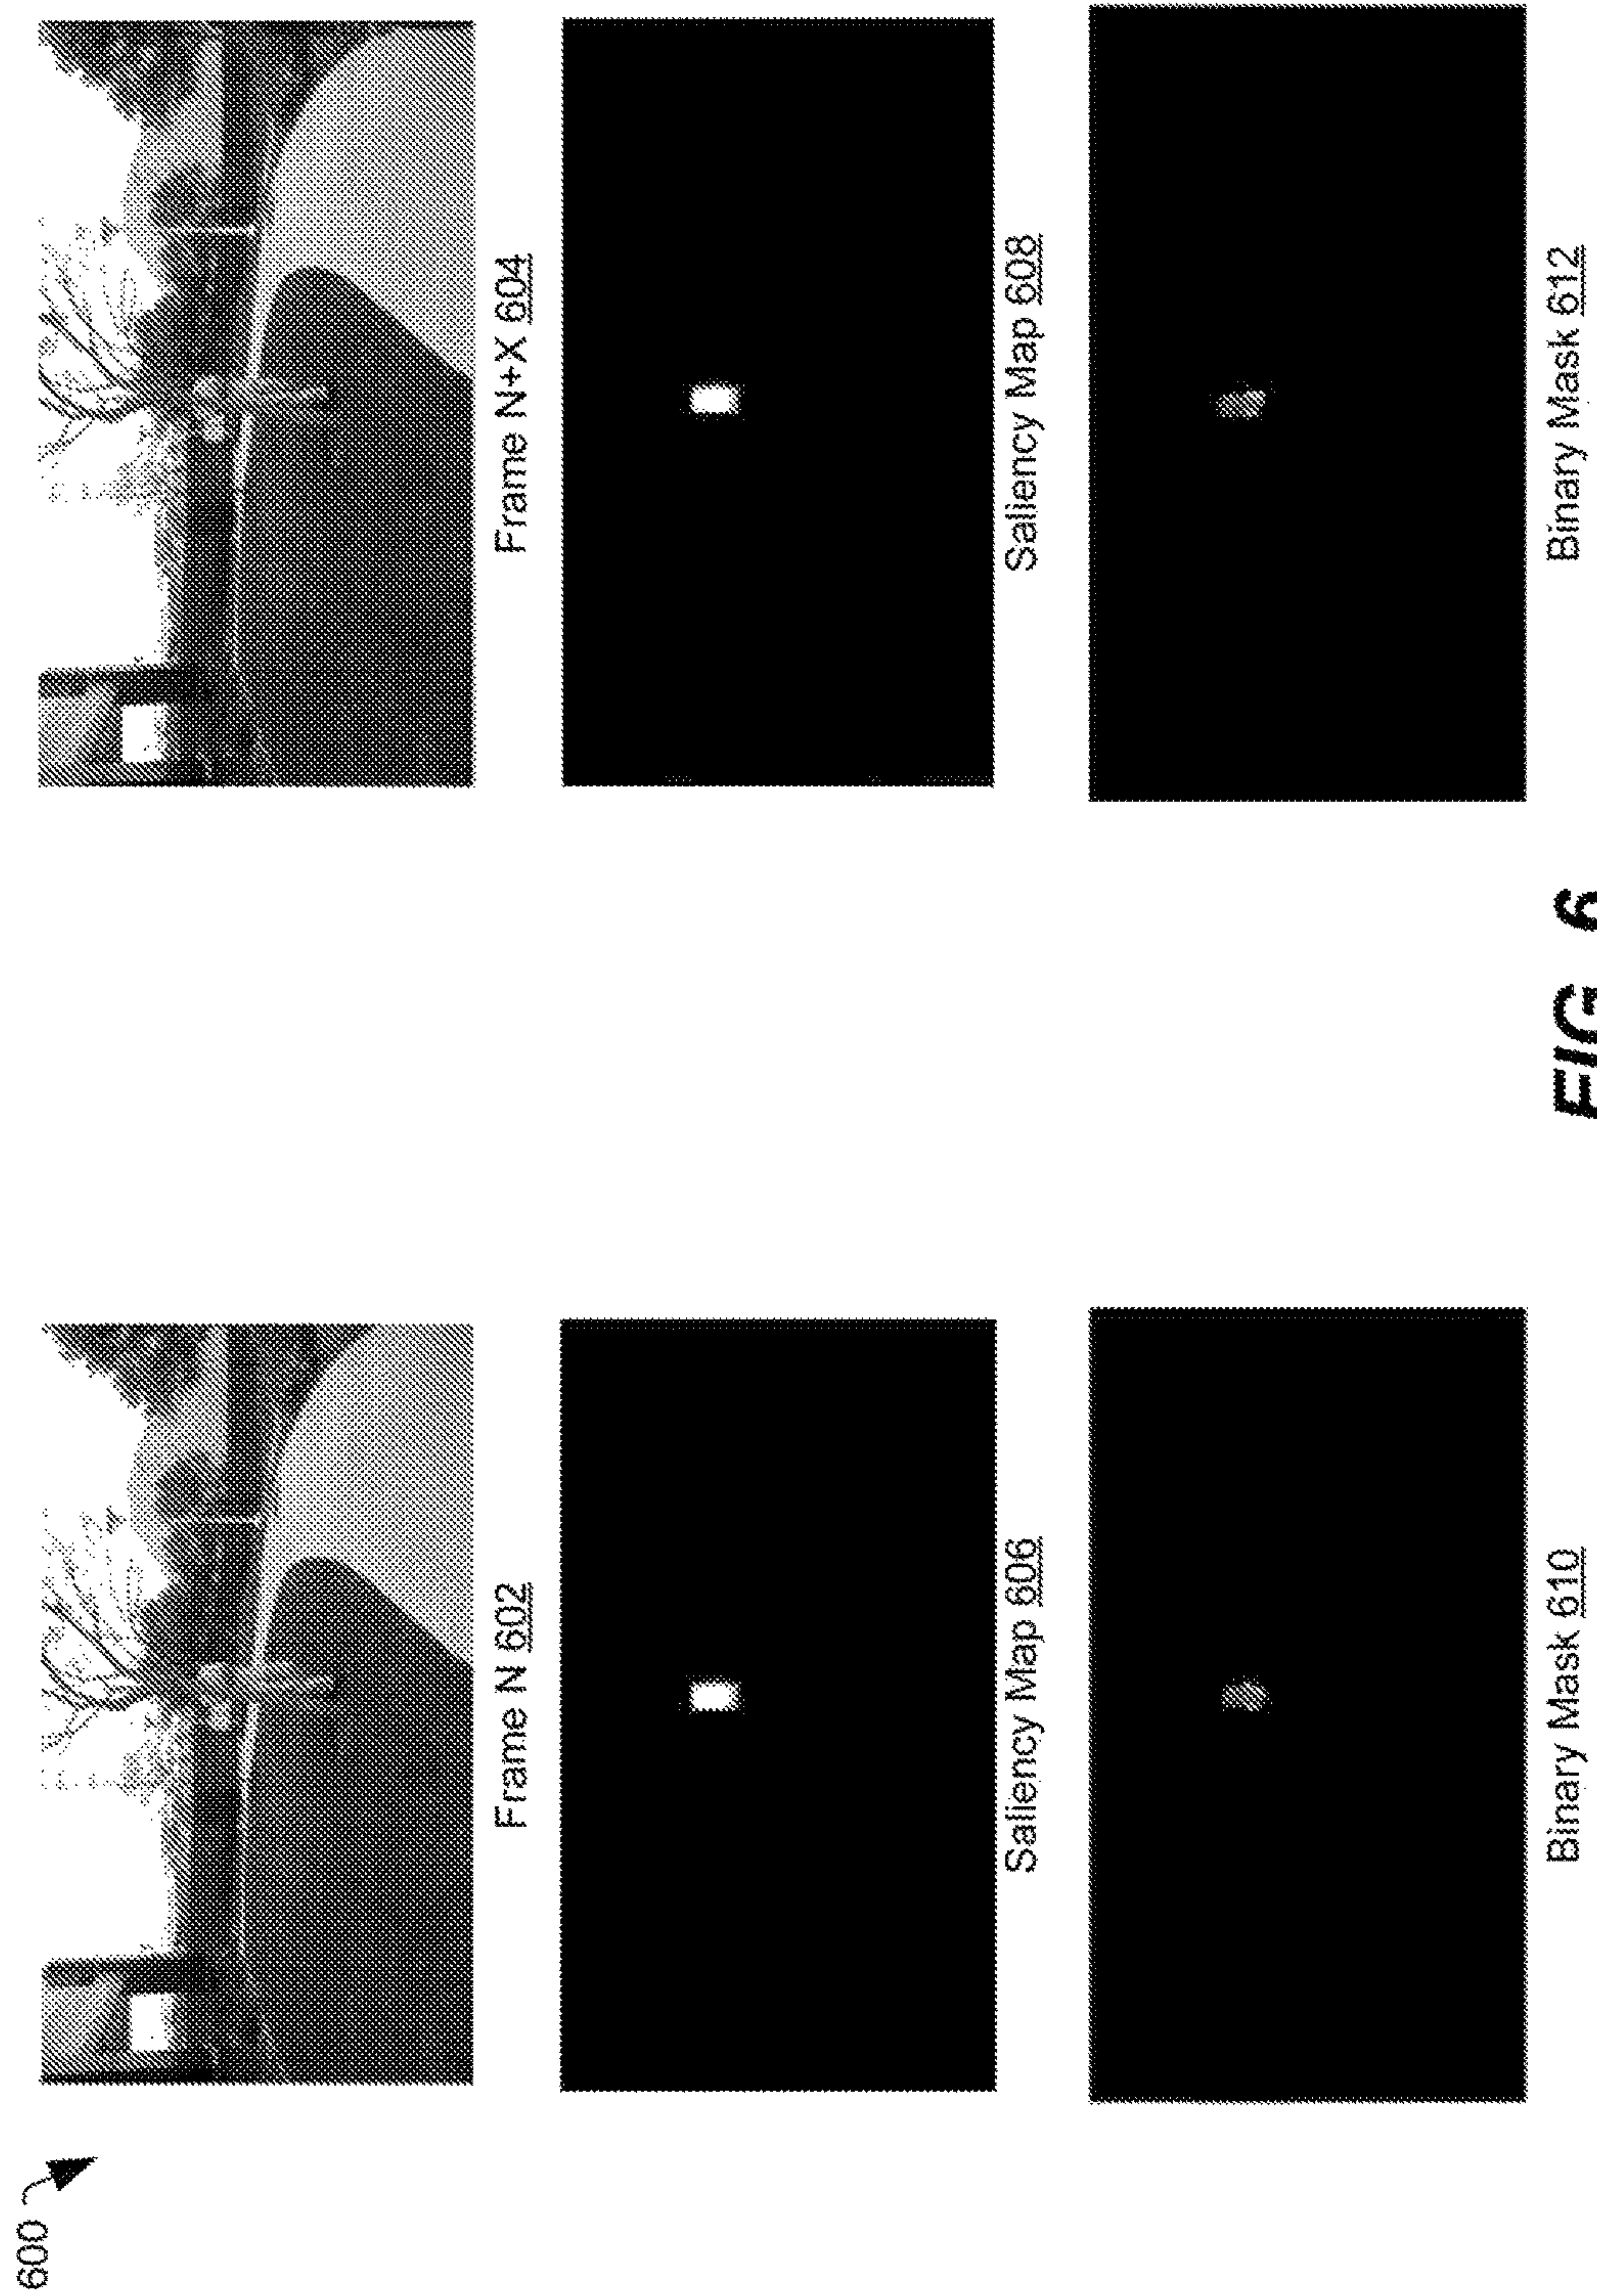 600
Frame N 602
Frame N+X 604
Saliency Map 606
Saliency Map 608
Binary Mask 610
Binary Mask 612
FIG. 6